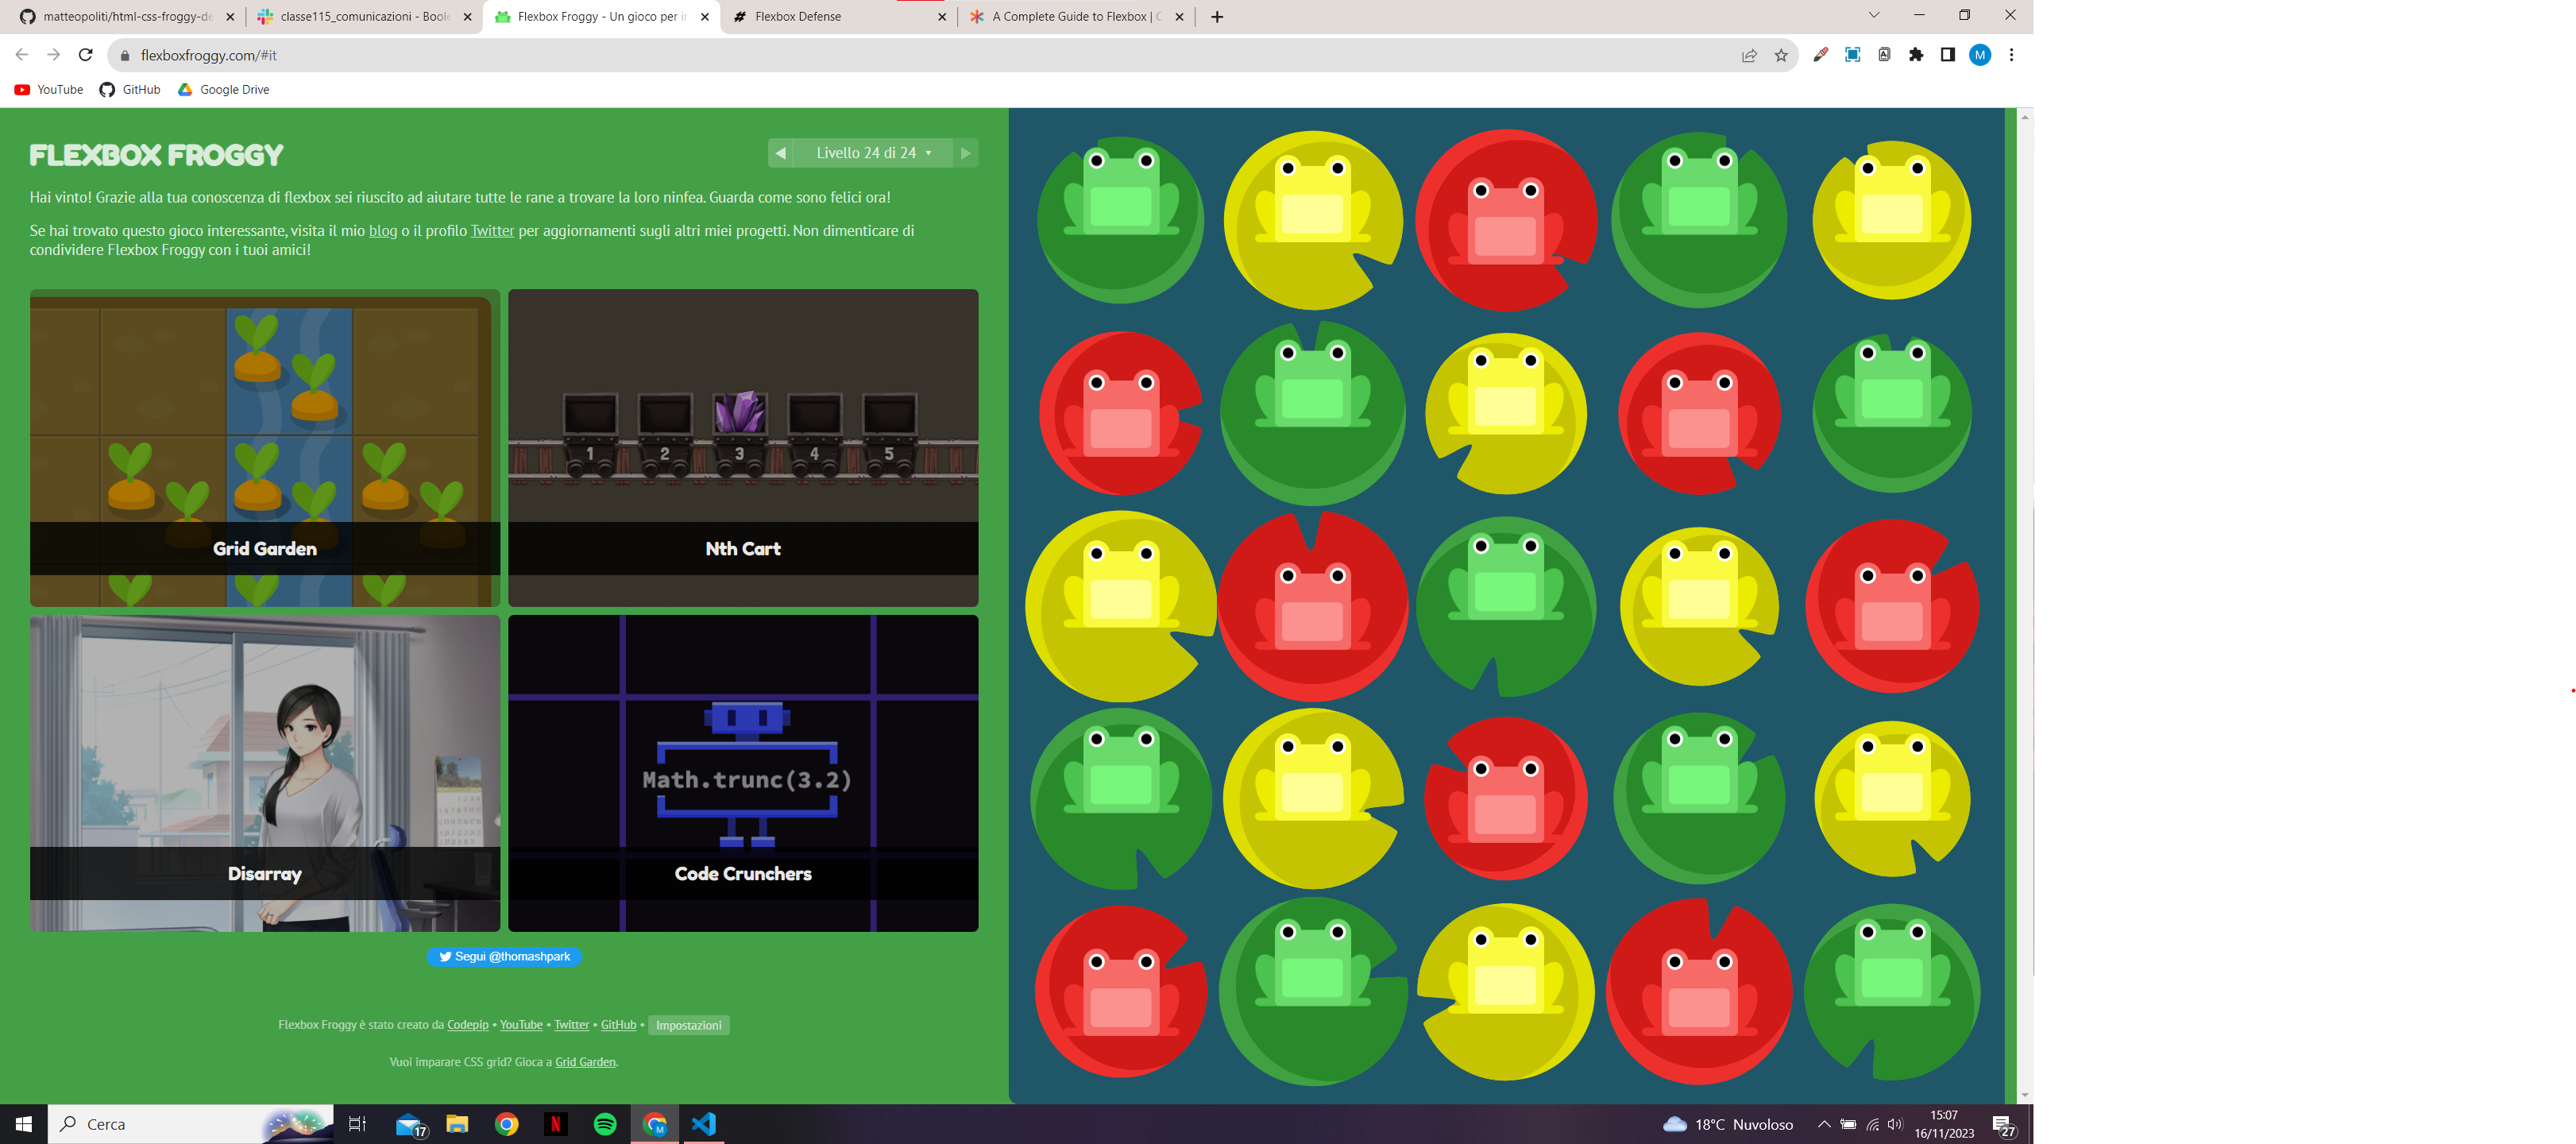 matteopoliti/html-css-froggy-de
classe115_comunicazioni - Boole
Flexbox Froggy - Un gioco per i
Flexbox Defense
A Complete Guide to Flexbox | C
flexboxfroggy.com/#it
M
YouTube
GitHub
Google Drive
FLEXBOX FROGGY
Livello 24 di 24
Hai vinto! Grazie alla tua conoscenza di flexbox sei riuscito ad aiutare tutte le rane a trovare la loro ninfea. Guarda come sono felici ora!
Se hai trovato questo gioco interessante, visita il mio blog o il profilo Twitter per aggiornamenti sugli altri miei progetti. Non dimenticare di
condividere Flexbox Froggy con i tuoi amici!
1 2 3 4 5
Grid Garden
Nth Cart
Math.trunc(3.2)
Disarray
Code Crunchers
Segui @thomashpark
Flexbox Froggy è stato creato da Codepip • YouTube • Twitter • GitHub • Impostazioni
Vuoi imparare CSS grid? Gioca a Grid Garden.
Cerca
17
N
M
18°C Nuvoloso
15:07
16/11/2023
27